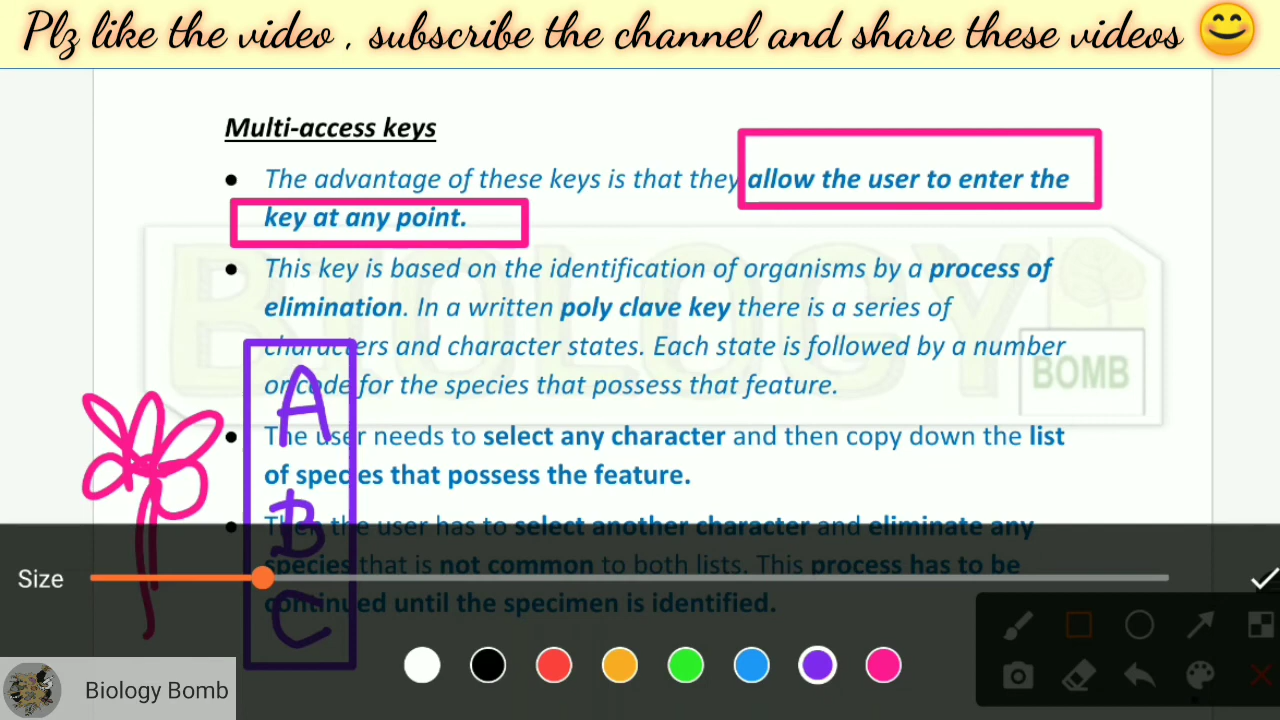 Plz like the video , subscribe the channel and share these videos 😊
Multi-access keys
• The advantage of these keys is that they allow the user to enter the
key at any point.
• This key is based on the identification of organisms by a process of
elimination. In a written poly clave key there is a series of
characters and character states. Each state is followed by a number
or code for the species that possess that feature.
• The user needs to select any character and then copy down the list
of species that possess the feature.
• Then the user has to select another character and eliminate any
species that is not common to both lists. This process has to be
continued until the specimen is identified.
A
B
C
BIOLOGY
BOMB
Size
Biology Bomb